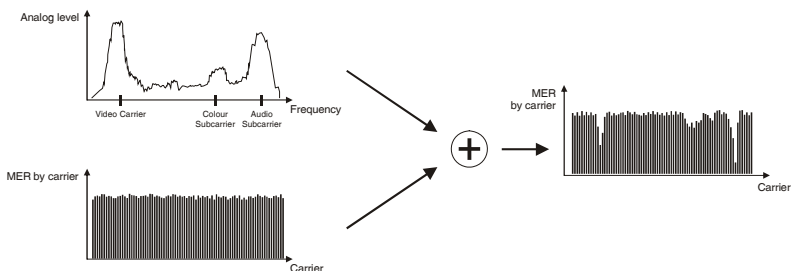 Analog level
Video Carrier
Colour
Subcarrier
Audio
Subcarrier
Frequency
MER by carrier
Carrier
MER
by carrier
Carrier